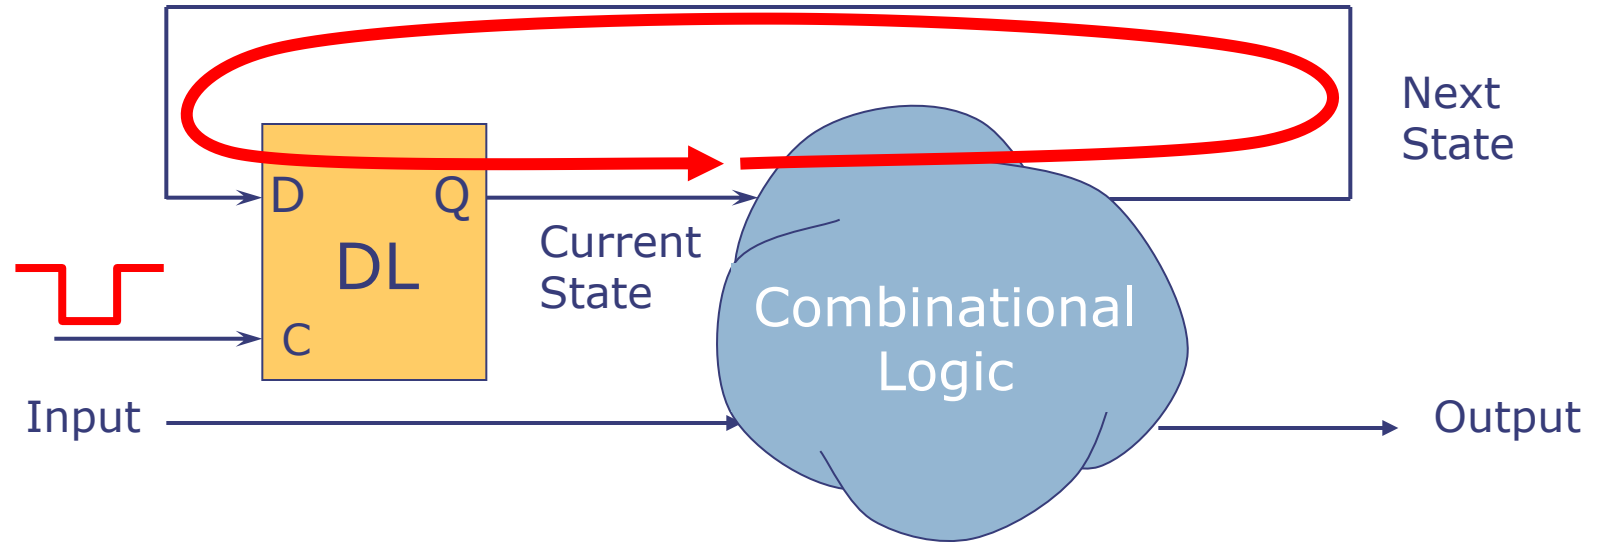 Next
State
D
Q
DL
Current
State
C
Combinational
Logic
Input
Output